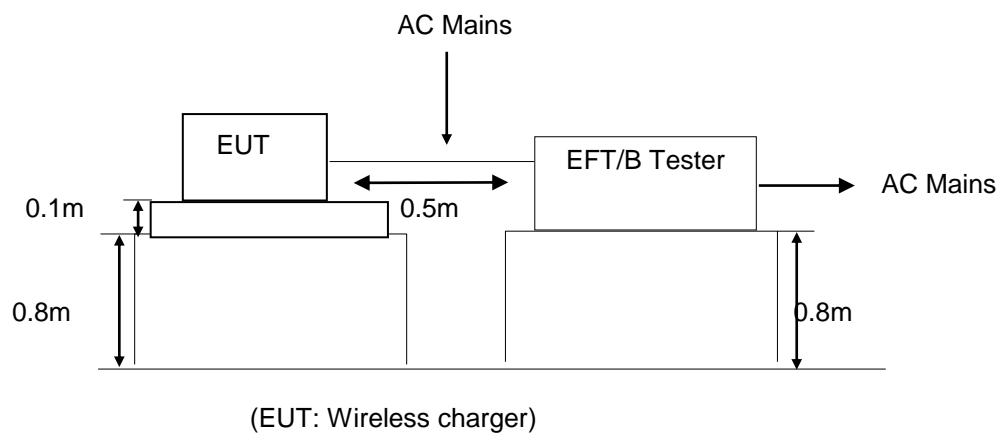 AC Mains
EUT
EFT/B Tester
AC Mains
0.1m
0.5m
0.8m
0.8m
(EUT: Wireless charger)